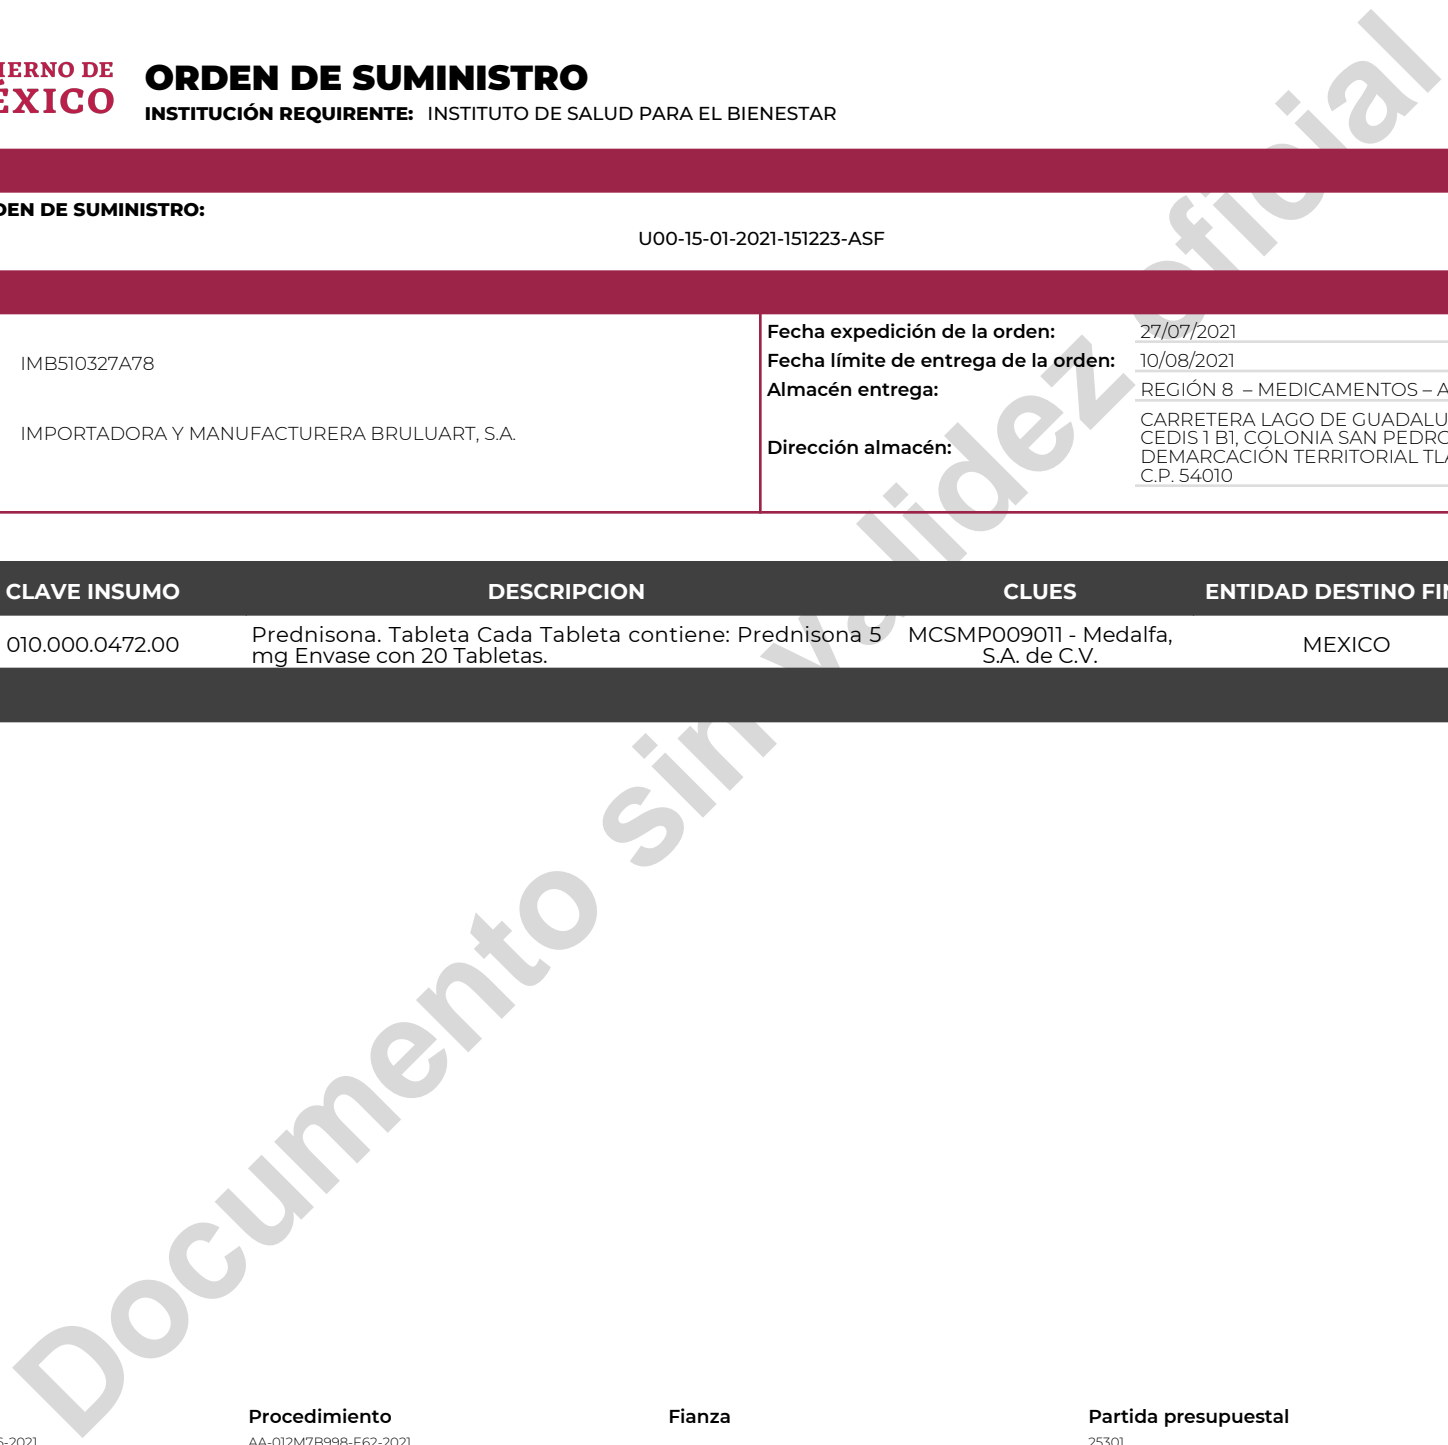 IERNO DE
ÉXICO
ORDEN DE SUMINISTRO
INSTITUCIÓN REQUIRENTE: INSTITUTO DE SALUD PARA EL BIENESTAR
DEN DE SUMINISTRO:
U00-15-01-2021-151223-ASF
IMB510327A78
IMPORTADORA Y MANUFACTURERA BRULUART, S.A.
Fecha expedición de la orden: 27/07/2021
Fecha límite de entrega de la orden: 10/08/2021
Almacén entrega: REGIÓN 8 – MEDICAMENTOS – A
Dirección almacén:
CARRETERA LAGO DE GUADALU
CEDIS 1 B1, COLONIA SAN PEDRO
DEMARCACIÓN TERRITORIAL TLA
C.P. 54010
CLAVE INSUMO DESCRIPCION CLUES ENTIDAD DESTINO FIN
010.000.0472.00
Prednisona. Tableta Cada Tableta contiene: Prednisona 5
mg Envase con 20 Tabletas.
MCSMP009011 - Medalfa,
S.A. de C.V.
MEXICO
Documento sin validez oficial
Procedimiento Fianza Partida presupuestal
-2021 AA-012M7B998-E62-2021 25301